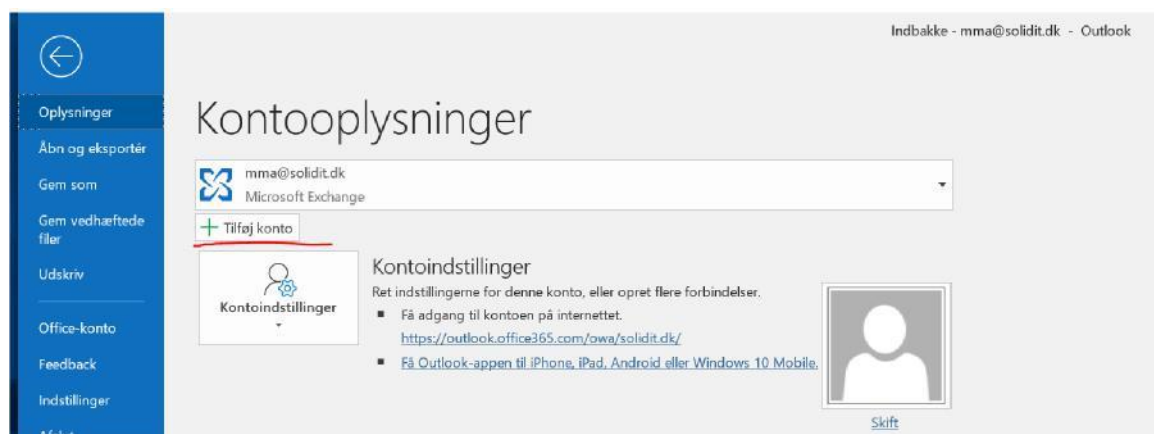 Indbakke - mma@solidit.dk - Outlook
Oplysninger
Åbn og eksportér
Gem som
Gem vedhæftede
filer
Udskriv
Office-konto
Feedback
Indstillinger
Kontooplysninger
mma@solidit.dk
Microsoft Exchange
Tilføj konto
Kontoindstillinger
Kontoindstillinger
Ret indstillingerne for denne konto, eller opret flere forbindelser.
Få adgang til kontoen på internettet.
https://outlook.office365.com/owa/solidit.dk/
Få Outlook-appen til iPhone, iPad, Android eller Windows 10 Mobile.
Skift